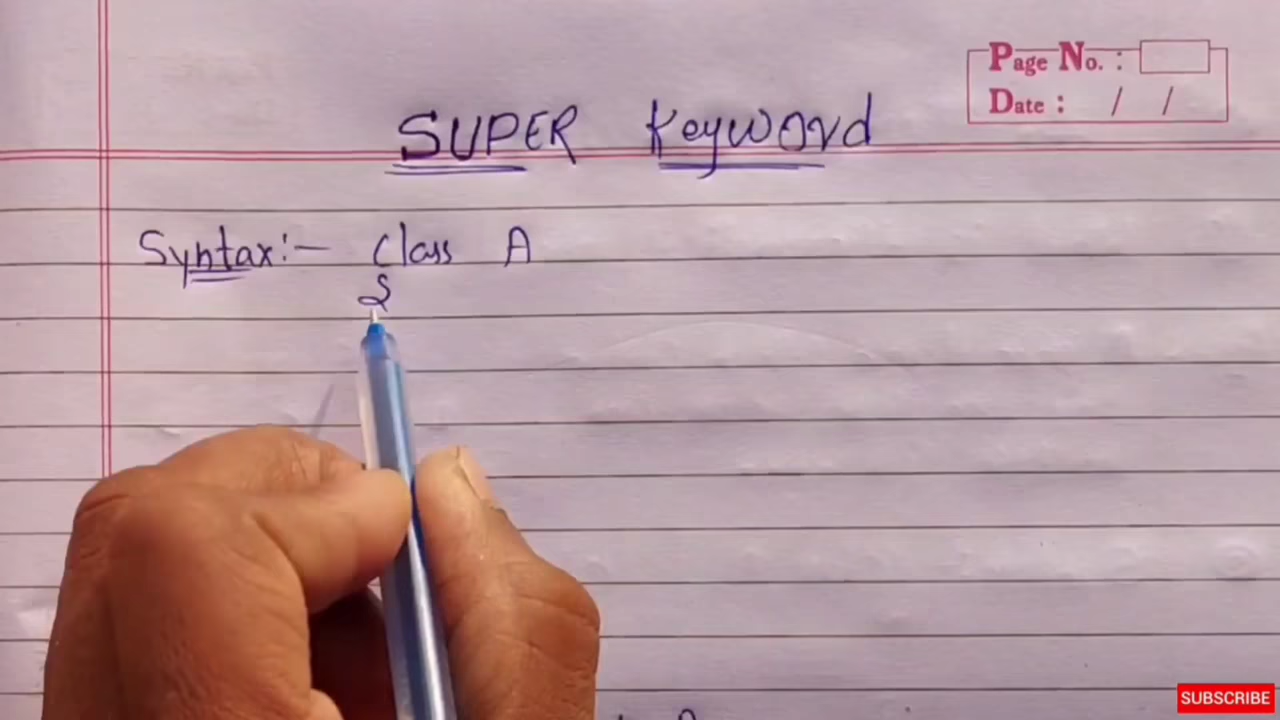 Page No. :
Date : / /
SUPER Keyword
Syntax:- Class A
{
SUBSCRIBE